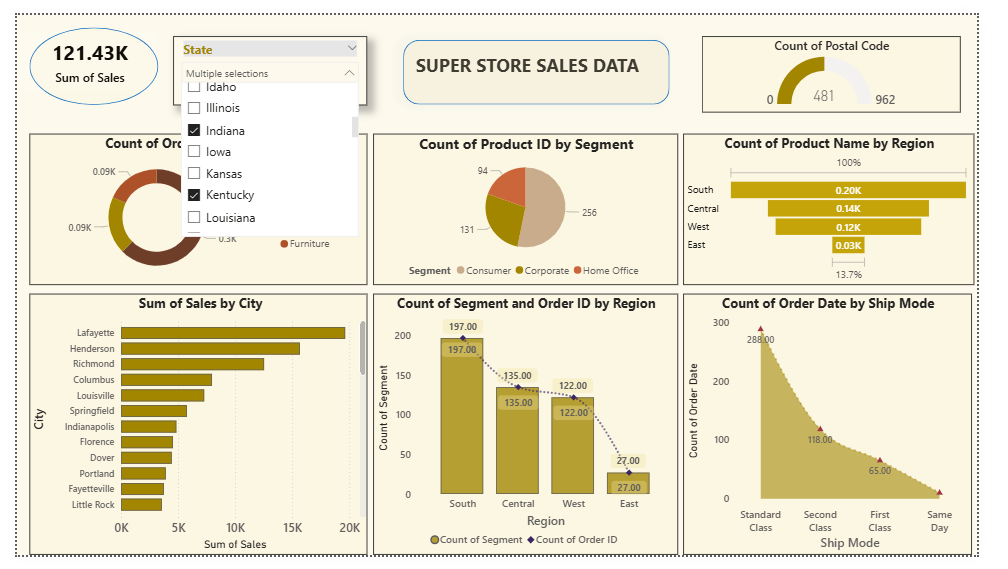 121.43K
Sum of Sales
State
Multiple selections
Idaho
Illinois
Indiana
Iowa
Kansas
Kentucky
Louisiana
SUPER STORE SALES DATA
Count of Postal Code
0
481
962
Count of Ord
0.09K
0.09K
0.3K
Furniture
Count of Product ID by Segment
94
131
256
Segment Consumer Corporate Home Office
Count of Product Name by Region
100%
South 0.20K
Central 0.14K
West 0.12K
East 0.03K
13.7%
Sum of Sales by City
City
Lafayette
Henderson
Richmond
Columbus
Louisville
Springfield
Indianapolis
Florence
Dover
Portland
Fayetteville
Little Rock
0K 5K 10K 15K 20K
Sum of Sales
Count of Segment and Order ID by Region
Count of Segment
200
150
100
50
0
197.00
197.00
135.00
135.00
122.00
122.00
27.00
27.00
South Central West East
Region
Count of Segment Count of Order ID
Count of Order Date by Ship Mode
Count of Order Date
300
200
100
0
288.00
118.00
65.00
Standard Class
Second Class
First Class
Same Day
Ship Mode